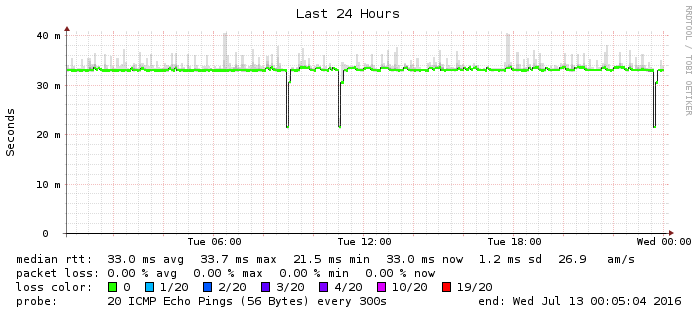 Last 24 Hours
RRDTOOL / TOBI OETIKER
Seconds
40 m
30 m
20 m
10 m
0
Tue 06:00 Tue 12:00 Tue 18:00 Wed 00:00
median rtt: 33.0 ms avg 33.7 ms max 21.5 ms min 33.0 ms now 1.2 ms sd 26.9 am/s
packet loss: 0.00 % avg 0.00 % max 0.00 % min 0.00 % now
loss color: 0 1/20 2/20 3/20 4/20 10/20 19/20
probe: 20 ICMP Echo Pings (56 Bytes) every 300s end: Wed Jul 13 00:05:04 2016